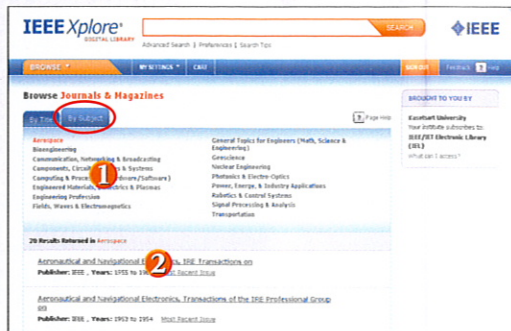 IEEE Xplore®
DIGITAL LIBRARY
SEARCH
IEEE
Advanced Search | Preferences | Search Tips
BROWSE
MY SETTINGS
CART
SIGN OUT
Feedback
? Help
Browse Journals & Magazines
BROUGHT TO YOU BY
By Title
By Subject
? Page Help
Kasetsart University
Your institute subscribes to:
IEEE/IET Electronic Library
(IEL)
What can I access?
Aerospace
Bioengineering
Communication, Networking & Broadcasting
Components, & Systems
Computing & (Hardware/Software)
Engineered & Plasmas
Engineering Profession
Fields, Waves & Electromagnetics
General Topics for Engineers (Math, Science &
Engineering)
Geoscience
Nuclear Engineering
Photonics & Electro-Optics
Power, Energy, & Industry Applications
Robotics & Control Systems
Signal Processing & Analysis
Transportation
1
20 Results Returned in Aerospace
2
Aeronautical and Navigational Electronics, IRE Transactions on
Publisher: IEEE , Years: 1955 to Most Recent Issue
Aeronautical and Navigational Electronics, Transactions of the IRE Professional Group
on
Publisher: IEEE , Years: 1953 to 1954 Most Recent Issue